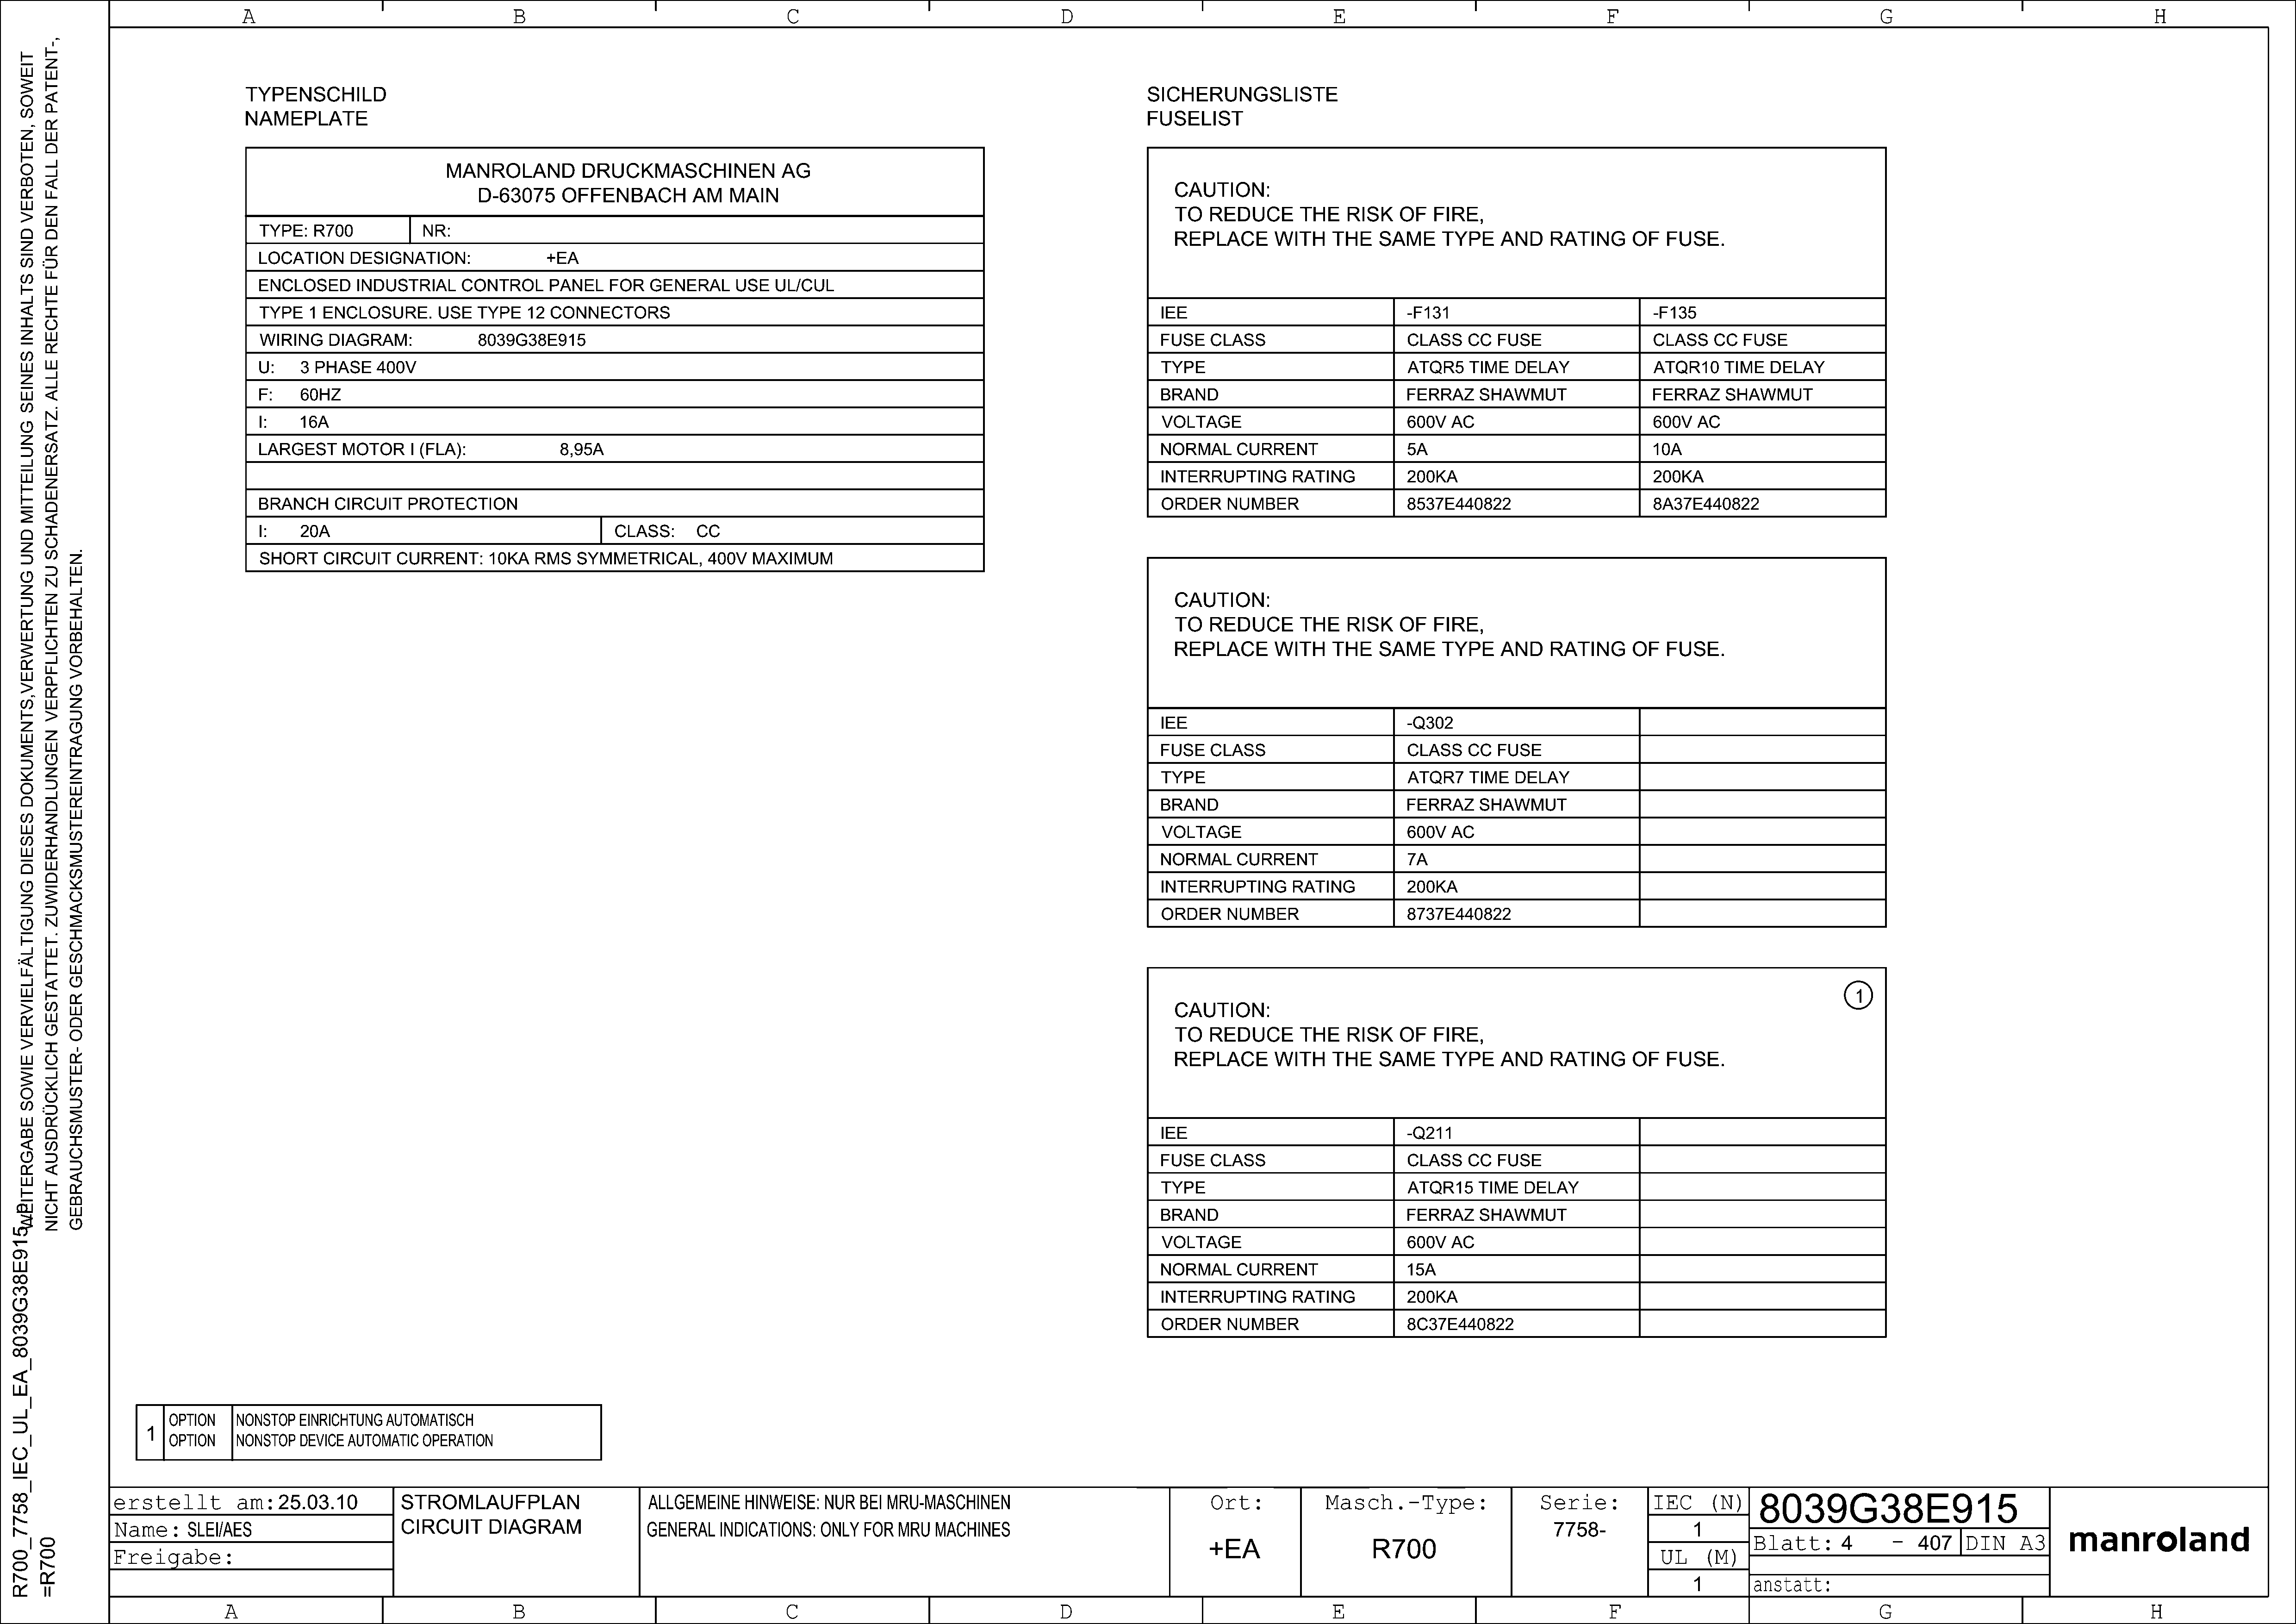 A B C D E F G H
WEITERGABE SOWIE VERVIELFÄLTIGUNG DIESES DOKUMENTS,VERWERTUNG UND MITTEILUNG SEINES INHALTS SIND VERBOTEN, SOWEIT
NICHT AUSDRÜCKLICH GESTATTET. ZUWIDERHANDLUNGEN VERPFLICHTEN ZU SCHADENERSATZ. ALLE RECHTE FÜR DEN FALL DER PATENT-,
GEBRAUCHSMUSTER- ODER GESCHMACKSMUSTEREINTRAGUNG VORBEHALTEN.
R700_7758_IEC_UL_EA_8039G38E915
=R700
TYPENSCHILD
NAMEPLATE
MANROLAND DRUCKMASCHINEN AG
D-63075 OFFENBACH AM MAIN
TYPE: R700 NR:
LOCATION DESIGNATION: +EA
ENCLOSED INDUSTRIAL CONTROL PANEL FOR GENERAL USE UL/CUL
TYPE 1 ENCLOSURE. USE TYPE 12 CONNECTORS
WIRING DIAGRAM: 8039G38E915
U: 3 PHASE 400V
F: 60HZ
I: 16A
LARGEST MOTOR I (FLA): 8,95A
BRANCH CIRCUIT PROTECTION
I: 20A CLASS: CC
SHORT CIRCUIT CURRENT: 10KA RMS SYMMETRICAL, 400V MAXIMUM
SICHERUNGSLISTE
FUSELIST
CAUTION:
TO REDUCE THE RISK OF FIRE,
REPLACE WITH THE SAME TYPE AND RATING OF FUSE.
IEE -F131 -F135
FUSE CLASS CLASS CC FUSE CLASS CC FUSE
TYPE ATQR5 TIME DELAY ATQR10 TIME DELAY
BRAND FERRAZ SHAWMUT FERRAZ SHAWMUT
VOLTAGE 600V AC 600V AC
NORMAL CURRENT 5A 10A
INTERRUPTING RATING 200KA 200KA
ORDER NUMBER 8537E440822 8A37E440822
CAUTION:
TO REDUCE THE RISK OF FIRE,
REPLACE WITH THE SAME TYPE AND RATING OF FUSE.
IEE -Q302
FUSE CLASS CLASS CC FUSE
TYPE ATQR7 TIME DELAY
BRAND FERRAZ SHAWMUT
VOLTAGE 600V AC
NORMAL CURRENT 7A
INTERRUPTING RATING 200KA
ORDER NUMBER 8737E440822
1
CAUTION:
TO REDUCE THE RISK OF FIRE,
REPLACE WITH THE SAME TYPE AND RATING OF FUSE.
IEE -Q211
FUSE CLASS CLASS CC FUSE
TYPE ATQR15 TIME DELAY
BRAND FERRAZ SHAWMUT
VOLTAGE 600V AC
NORMAL CURRENT 15A
INTERRUPTING RATING 200KA
ORDER NUMBER 8C37E440822
1
OPTION NONSTOP EINRICHTUNG AUTOMATISCH
OPTION NONSTOP DEVICE AUTOMATIC OPERATION
erstellt am: 25.03.10
Name: SLEI/AES
Freigabe:
STROMLAUFPLAN
CIRCUIT DIAGRAM
ALLGEMEINE HINWEISE: NUR BEI MRU-MASCHINEN
GENERAL INDICATIONS: ONLY FOR MRU MACHINES
Ort:
+EA
Masch.-Type:
R700
Serie:
7758-
IEC (N)
1
UL (M)
1
8039G38E915
Blatt: 4 - 407 DIN A3
anstatt:
manroland
A B C D E F G H